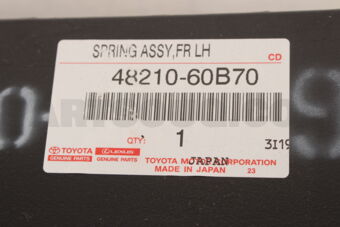 SPRING ASSY,FR LH
CD
48210-60B70
QTY: 1
3I19
TOYOTA LEXUS
GENUINE PARTS GENUINE PARTS
TOYOTA MOTOR CORPORATION
JAPAN
MADE IN JAPAN 23